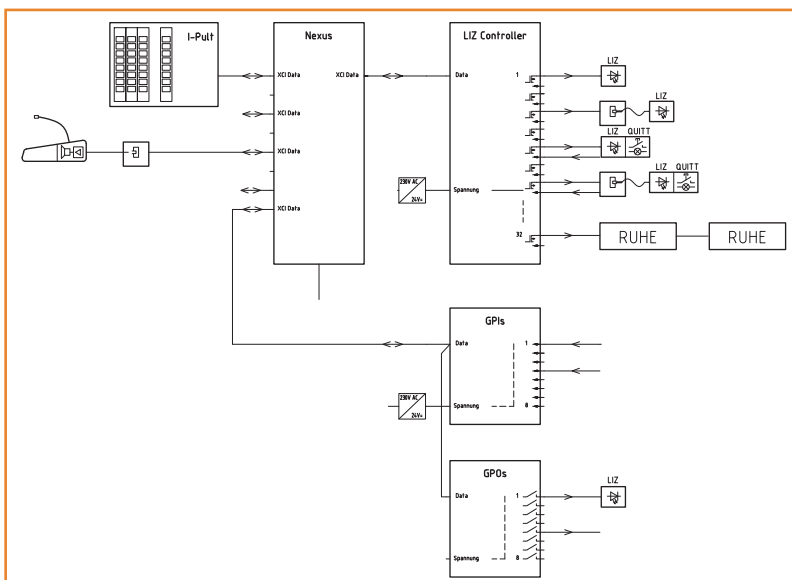 I-Pult
Nexus
XCI Data
XCI Data
XCI Data
XCI Data
XCI Data
LIZ Controller
Data
1
Spannung
32
230V AC
24V=
LIZ
LIZ
LIZ QUITT
LIZ QUITT
RUHE
RUHE
GPIs
Data
1
Spannung
8
230V AC
24V=
GPOs
Data
1
Spannung
8
LIZ